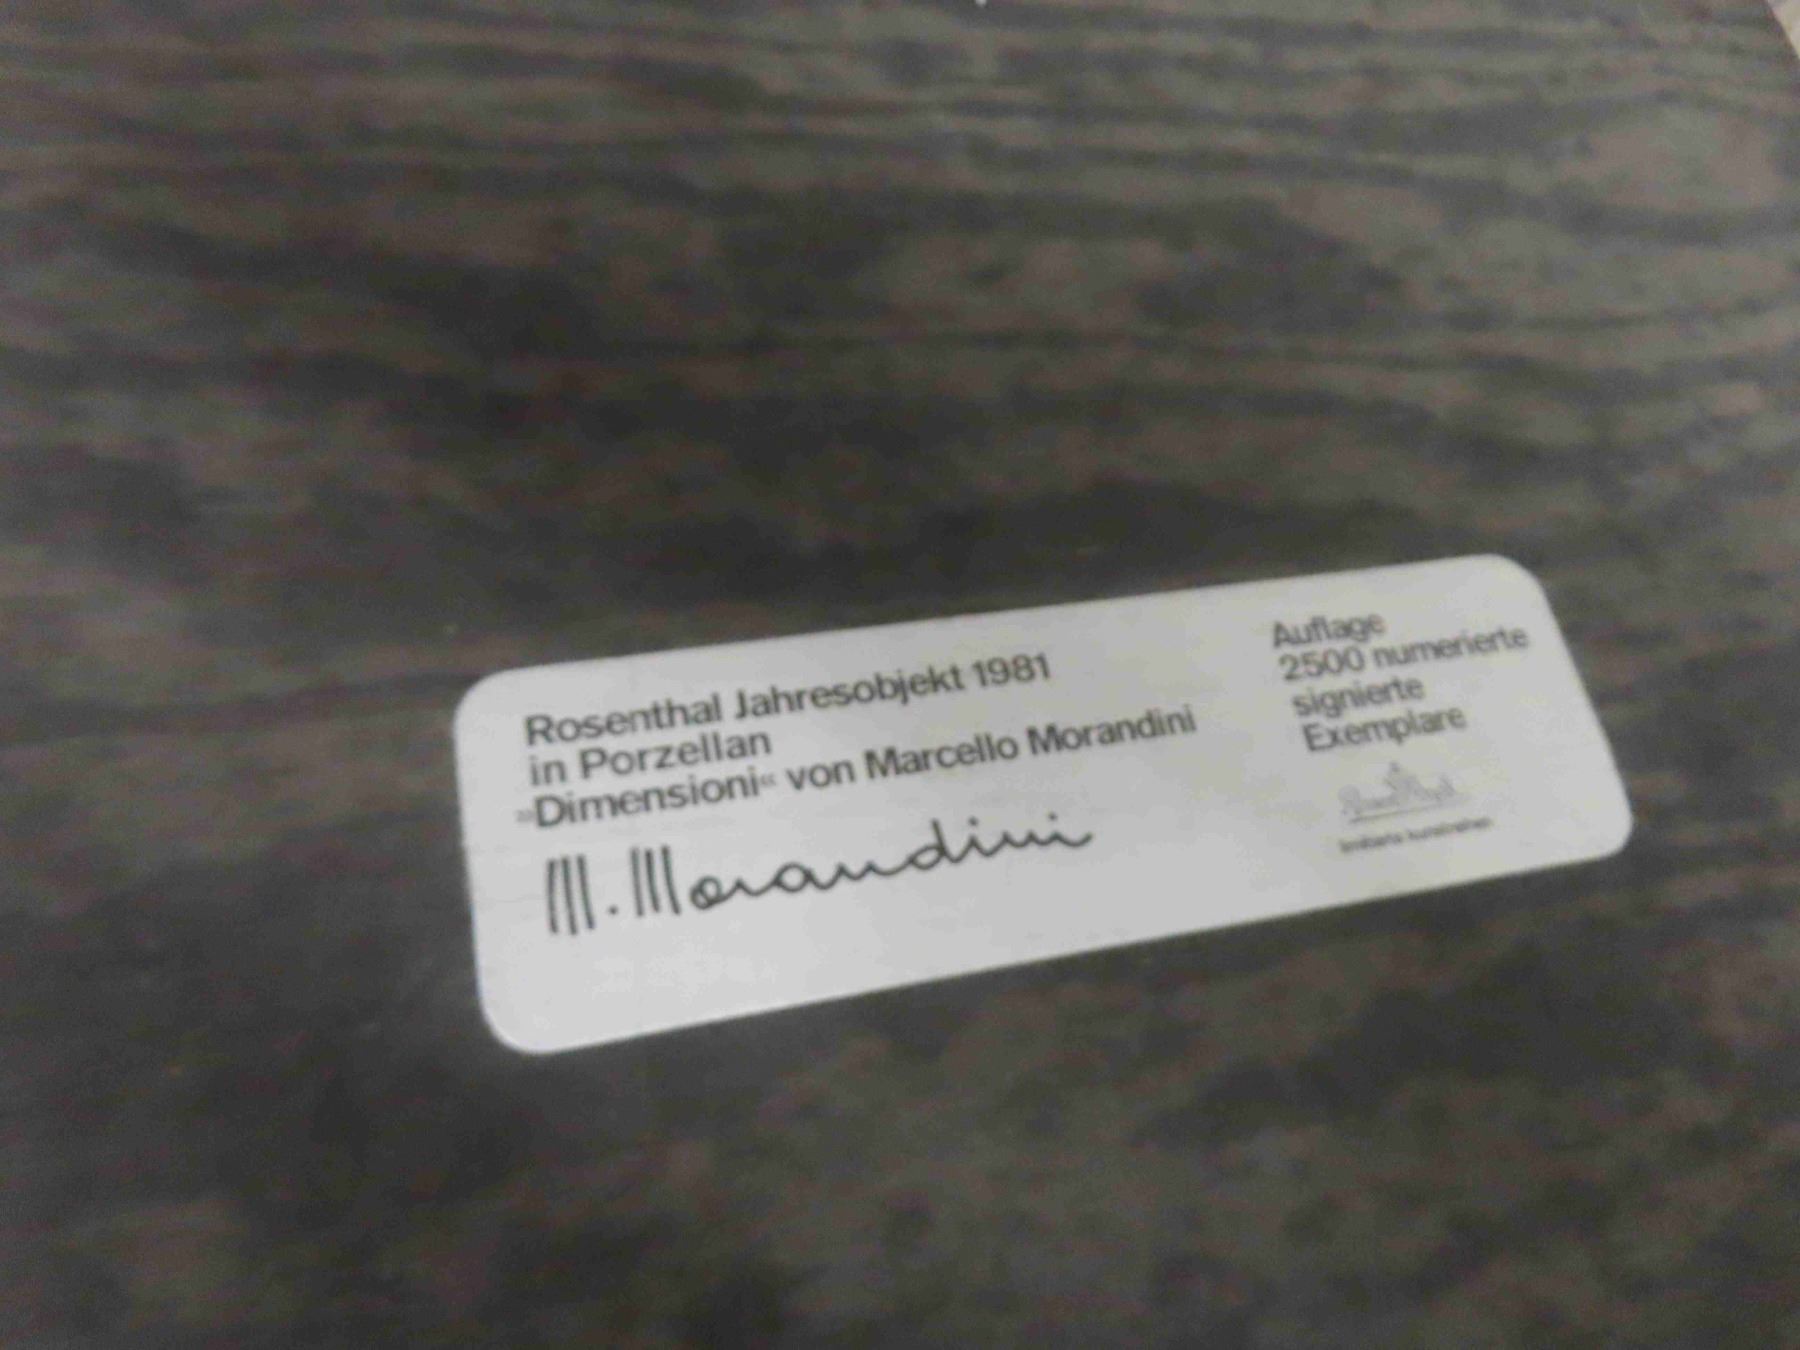 Rosenthal Jahresobjekt 1981
in Porzellan
»Dimensioni« von Marcello Morandini
M. Morandini
Auflage
2500 numerierte
signierte
Exemplare